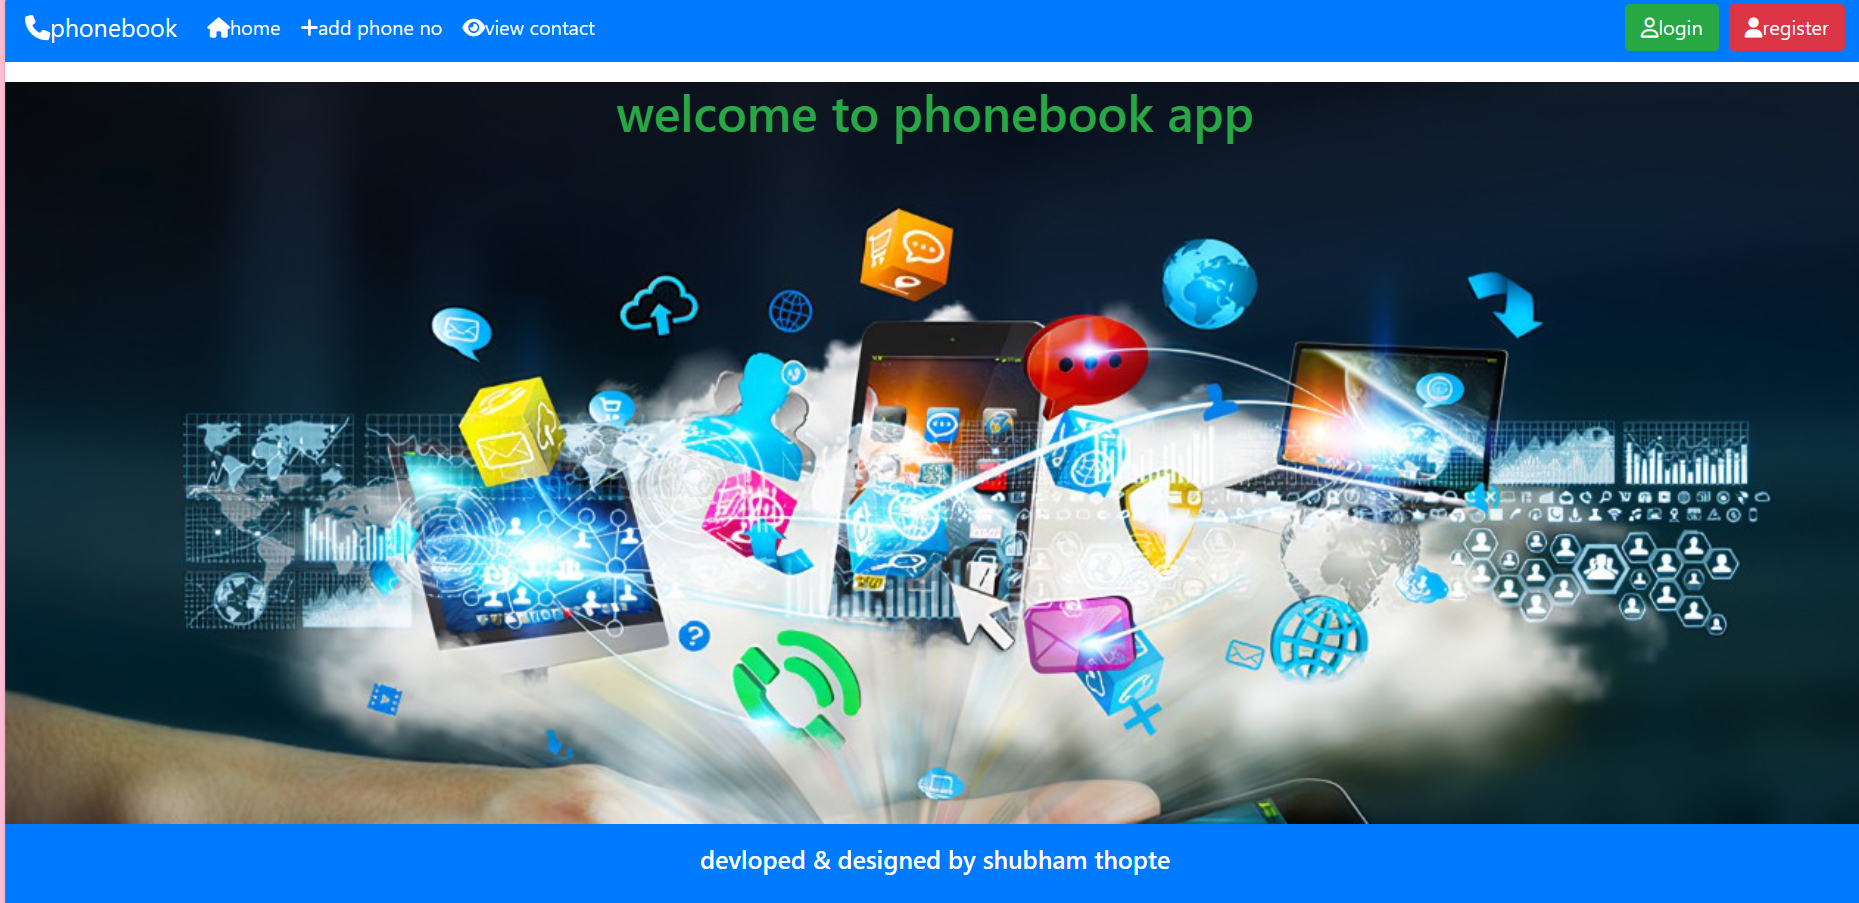 phonebook home add phone no view contact login register
welcome to phonebook app
devloped & designed by shubham thopte